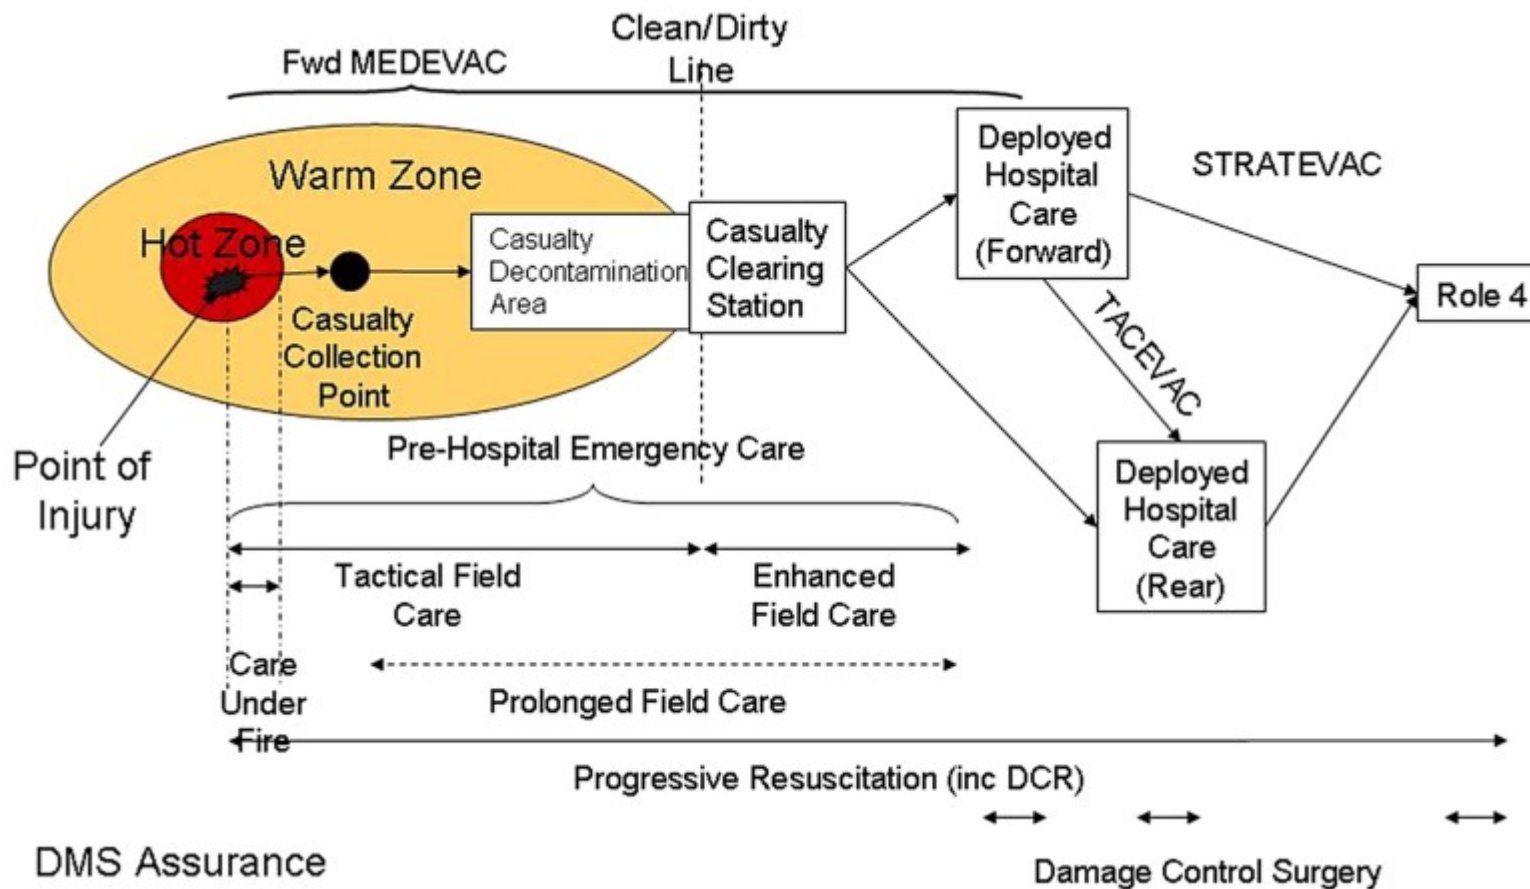 Clean/Dirty
Line
Fwd MEDEVAC
Warm Zone
Hot Zone
Casualty
Collection
Point
Casualty
Decontamination
Area
Casualty
Clearing
Station
Deployed
Hospital
Care
(Forward)
STRATEVAC
TACEVAC
Role 4
Deployed
Hospital
Care
(Rear)
Point of
Injury
Pre-Hospital Emergency Care
Tactical Field
Care
Enhanced
Field Care
Care
Under
Fire
Prolonged Field Care
Progressive Resuscitation (inc DCR)
Damage Control Surgery
DMS Assurance